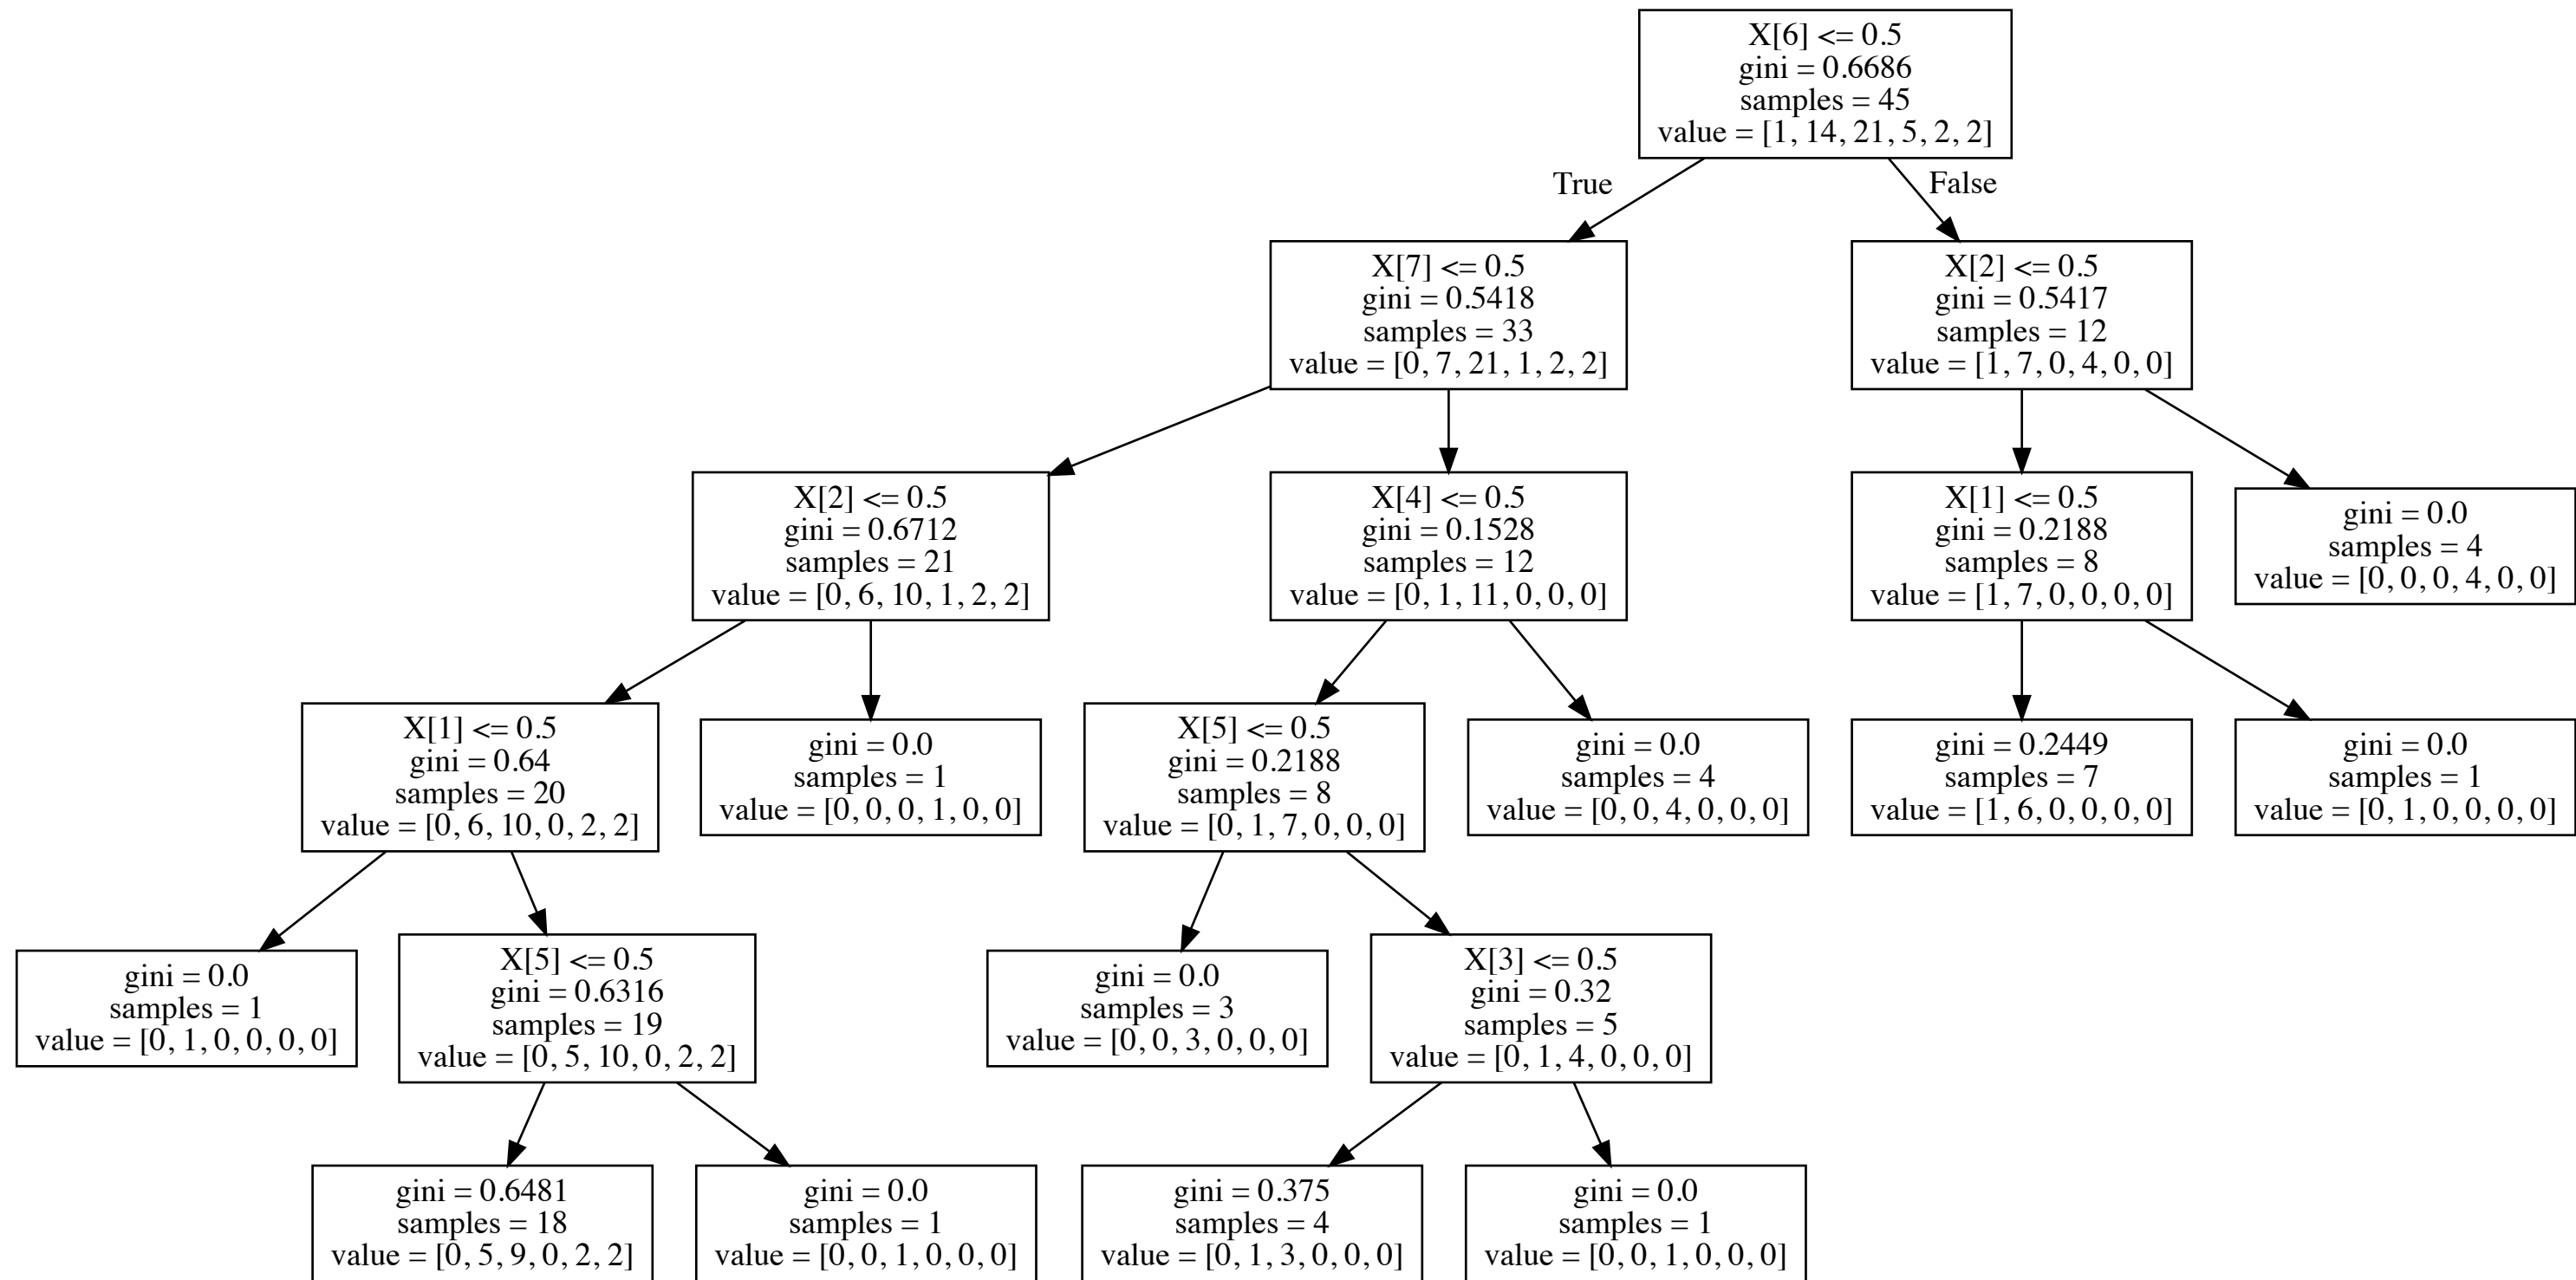 X[6] <= 0.5
gini = 0.6686
samples = 45
value = [1, 14, 21, 5, 2, 2]
True
False
X[7] <= 0.5
gini = 0.5418
samples = 33
value = [0, 7, 21, 1, 2, 2]
X[2] <= 0.5
gini = 0.5417
samples = 12
value = [1, 7, 0, 4, 0, 0]
X[2] <= 0.5
gini = 0.6712
samples = 21
value = [0, 6, 10, 1, 2, 2]
X[4] <= 0.5
gini = 0.1528
samples = 12
value = [0, 1, 11, 0, 0, 0]
X[1] <= 0.5
gini = 0.2188
samples = 8
value = [1, 7, 0, 0, 0, 0]
gini = 0.0
samples = 4
value = [0, 0, 0, 4, 0, 0]
X[1] <= 0.5
gini = 0.64
samples = 20
value = [0, 6, 10, 0, 2, 2]
gini = 0.0
samples = 1
value = [0, 0, 0, 1, 0, 0]
X[5] <= 0.5
gini = 0.2188
samples = 8
value = [0, 1, 7, 0, 0, 0]
gini = 0.0
samples = 4
value = [0, 0, 4, 0, 0, 0]
gini = 0.2449
samples = 7
value = [1, 6, 0, 0, 0, 0]
gini = 0.0
samples = 1
value = [0, 1, 0, 0, 0, 0]
gini = 0.0
samples = 1
value = [0, 1, 0, 0, 0, 0]
X[5] <= 0.5
gini = 0.6316
samples = 19
value = [0, 5, 10, 0, 2, 2]
gini = 0.0
samples = 3
value = [0, 0, 3, 0, 0, 0]
X[3] <= 0.5
gini = 0.32
samples = 5
value = [0, 1, 4, 0, 0, 0]
gini = 0.6481
samples = 18
value = [0, 5, 9, 0, 2, 2]
gini = 0.0
samples = 1
value = [0, 0, 1, 0, 0, 0]
gini = 0.375
samples = 4
value = [0, 1, 3, 0, 0, 0]
gini = 0.0
samples = 1
value = [0, 0, 1, 0, 0, 0]